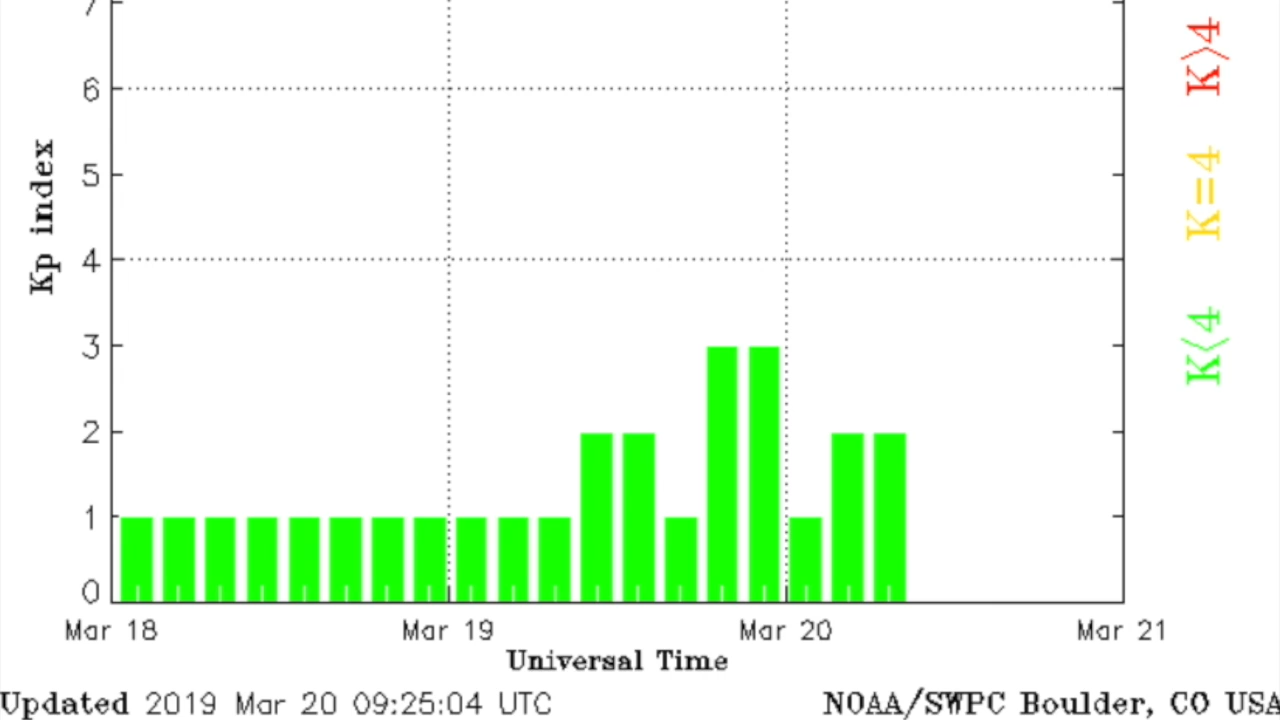 7
6
5
4
3
2
1
0
Kp index
K>4
K=4
K<4
Mar 18 Mar 19 Mar 20 Mar 21
Universal Time
Updated 2019 Mar 20 09:25:04 UTC
NOAA/SWPC Boulder, CO USA